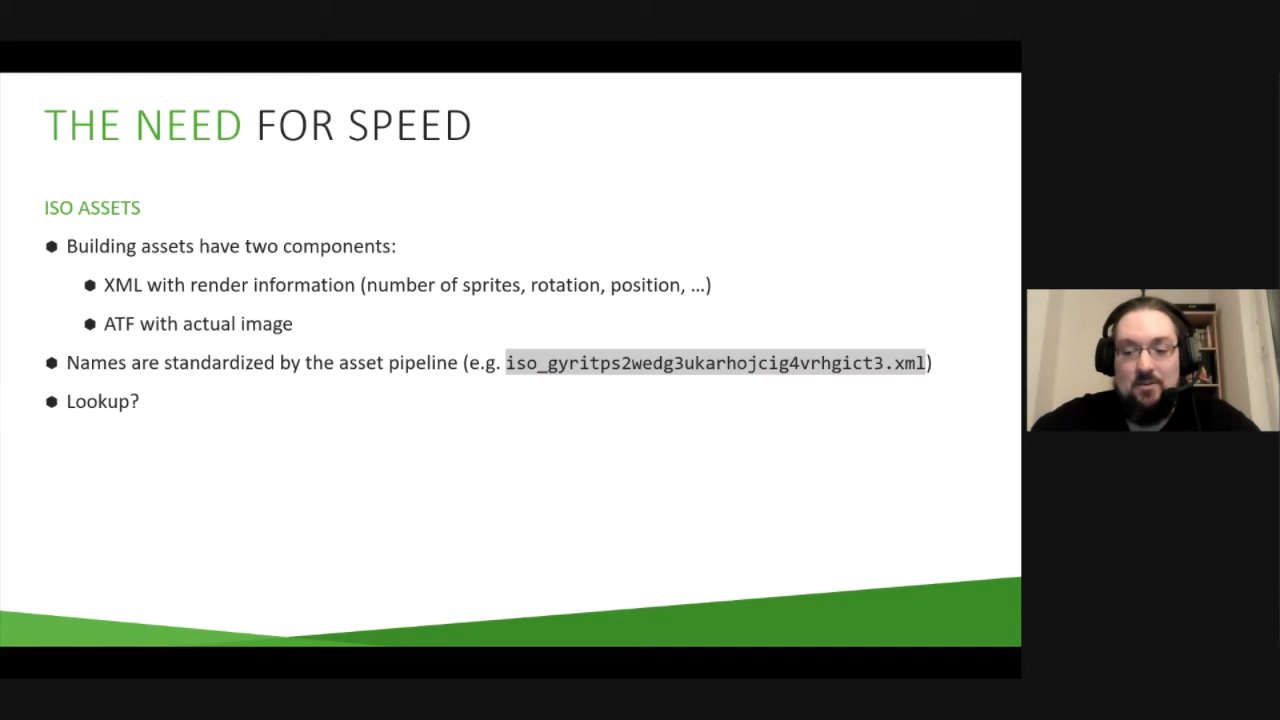 THE NEED FOR SPEED
ISO ASSETS
Building assets have two components:
XML with render information (number of sprites, rotation, position, ...)
ATF with actual image
Names are standardized by the asset pipeline (e.g. iso_gyritps2wedg3ukarhojcig4vrhgict3.xml)
Lookup?